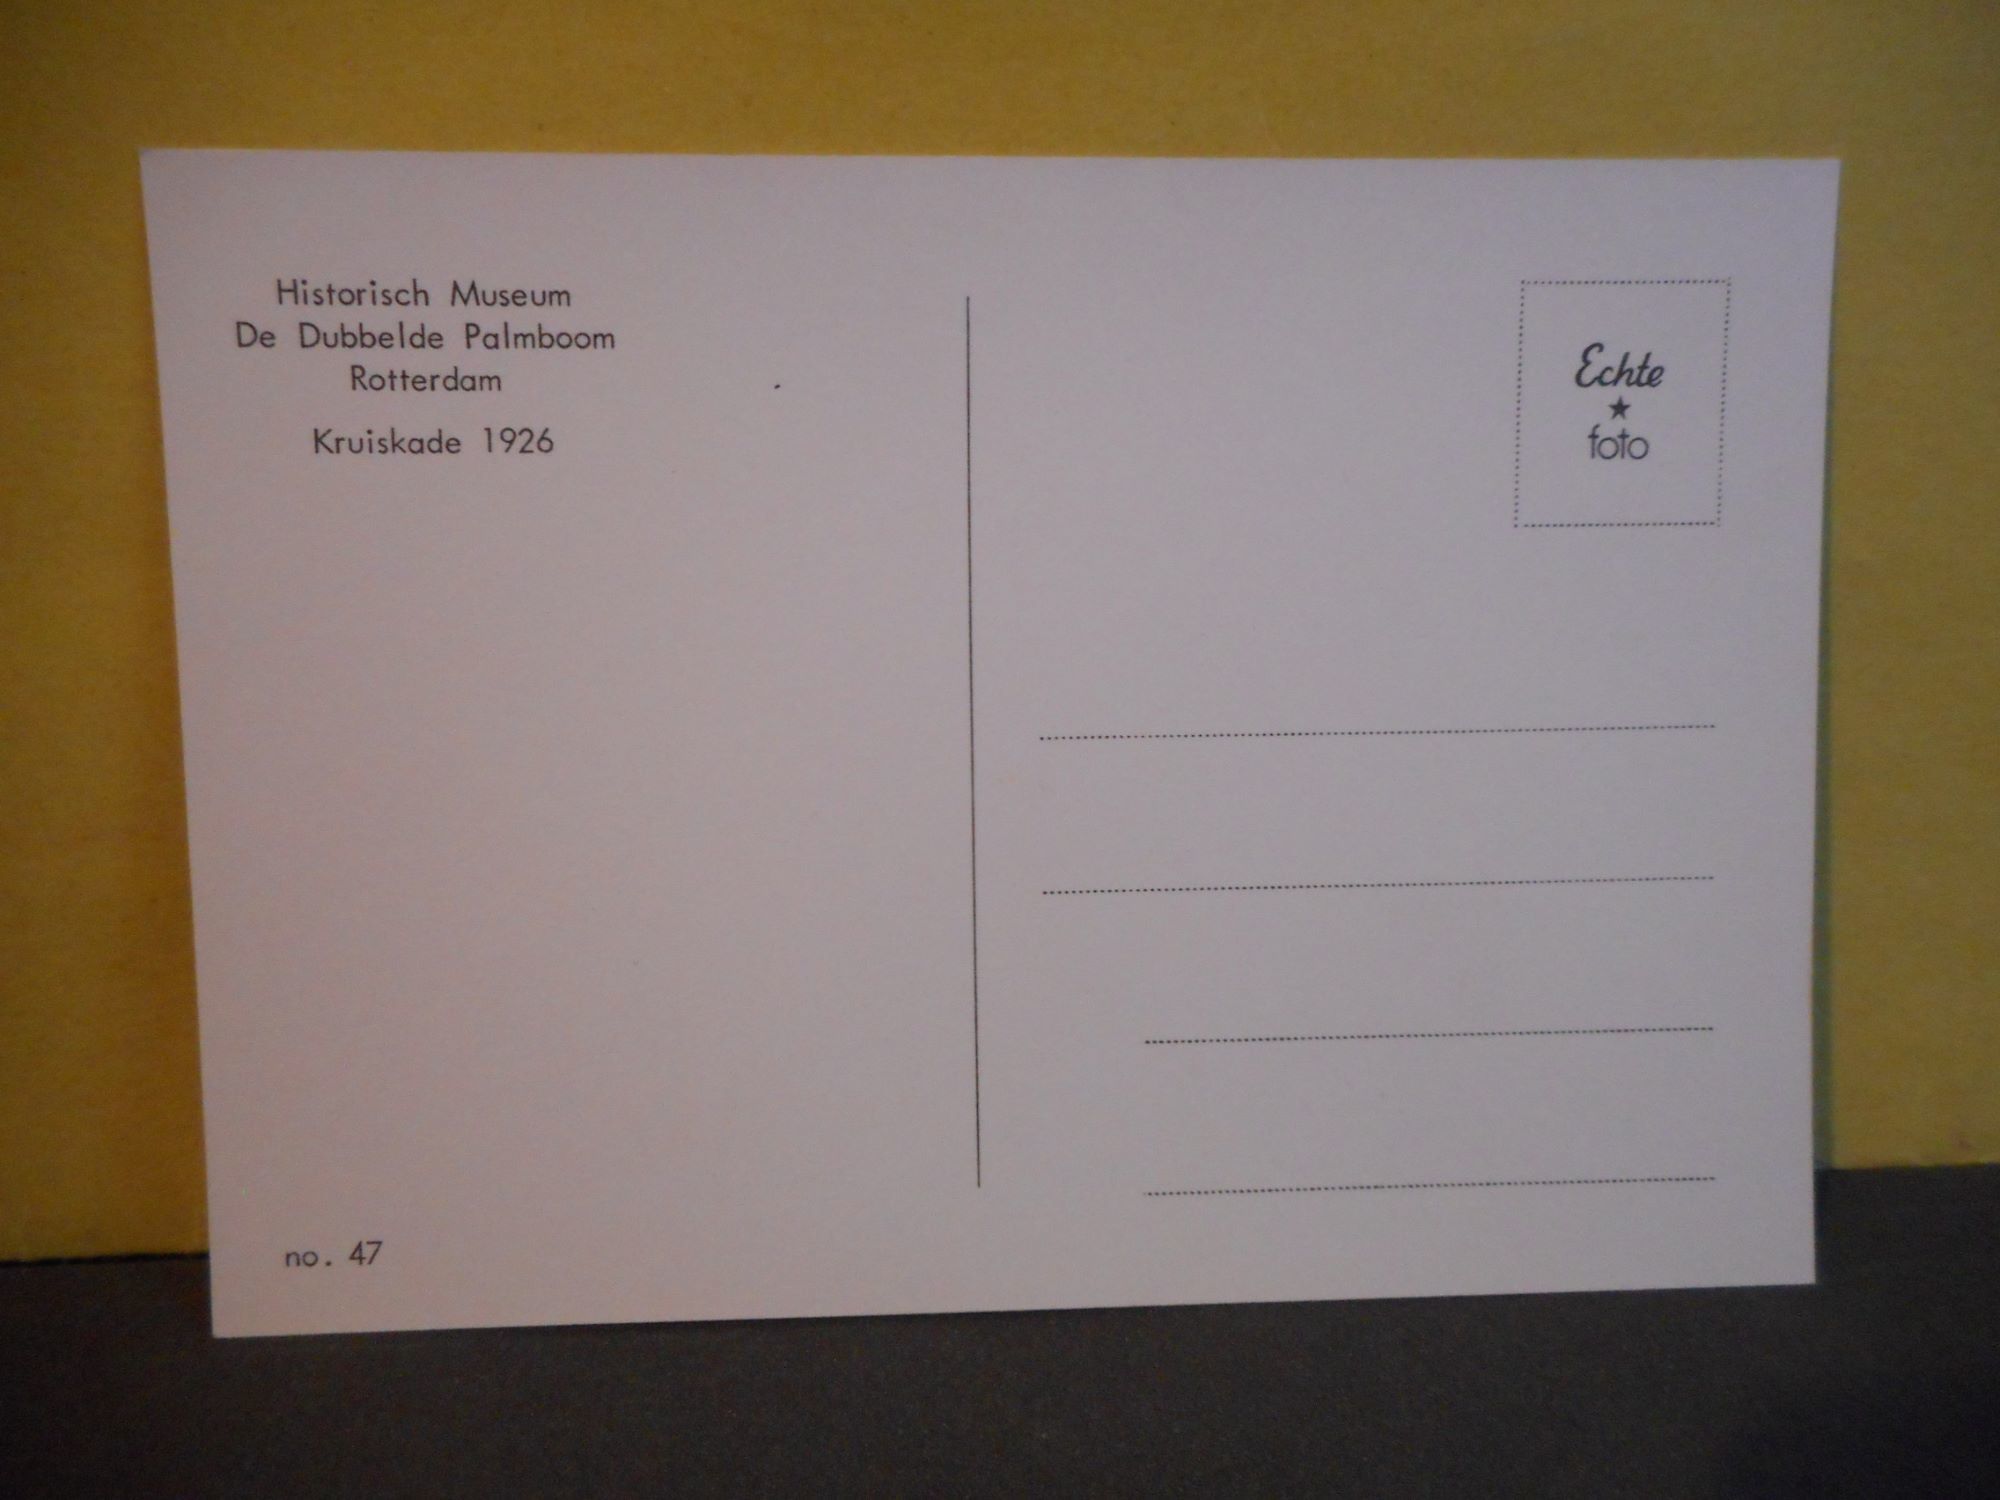 Historisch Museum
De Dubbelde Palmboom
Rotterdam
Kruiskade 1926
Echte
foto
no. 47